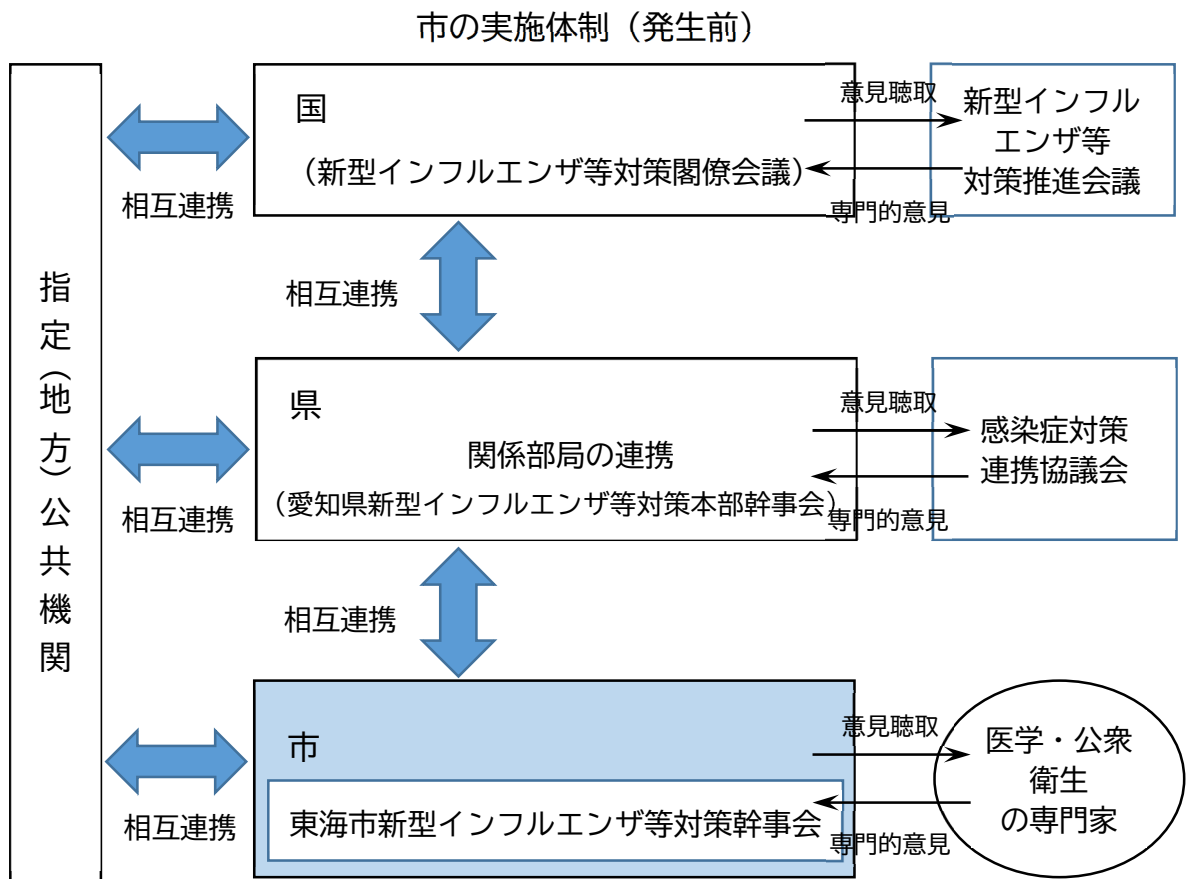 市の実施体制（発生前）
指定（地方）公共機関
相互連携
国
（新型インフルエンザ等対策閣僚会議）
意見聴取
専門的意見
新型インフル
エンザ等
対策推進会議
相互連携
相互連携
県
関係部局の連携
（愛知県新型インフルエンザ等対策本部幹事会）
意見聴取
専門的意見
感染症対策
連携協議会
相互連携
相互連携
市
東海市新型インフルエンザ等対策幹事会
意見聴取
専門的意見
医学・公衆
衛生
の専門家